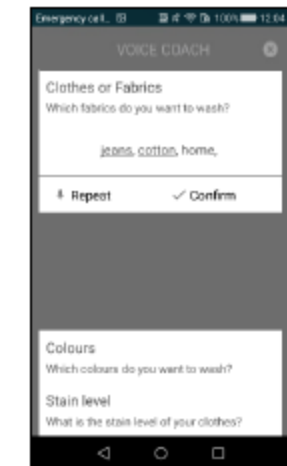 Emergency call... 100% 12:04
VOICE COACH
Clothes or Fabrics
Which fabrics do you want to wash?
jeans, cotton, home,
Repeat Confirm
Colours
Which colours do you want to wash?
Stain level
What is the stain level of your clothes?